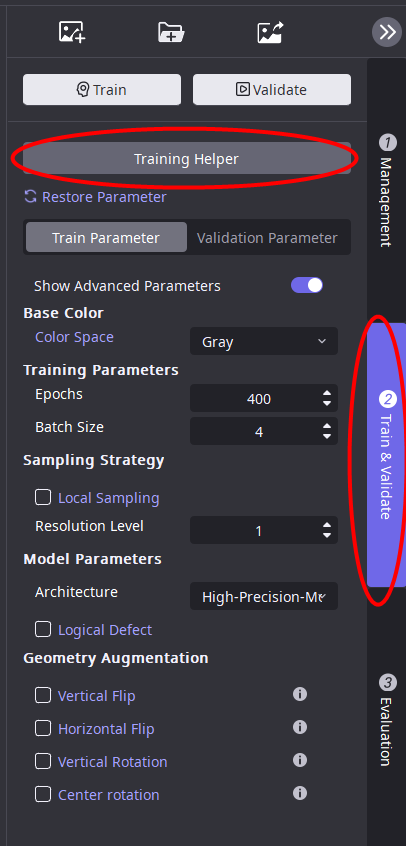 Train
Validate
Training Helper
Restore Parameter
Train Parameter
Validation Parameter
Show Advanced Parameters
Base Color
Color Space
Gray
Training Parameters
Epochs
400
Batch Size
4
Sampling Strategy
Local Sampling
Resolution Level
1
Model Parameters
Architecture
High-Precision-Mo
Logical Defect
Geometry Augmentation
Vertical Flip
Horizontal Flip
Vertical Rotation
Center rotation
1 Management
2 Train & Validate
3 Evaluation